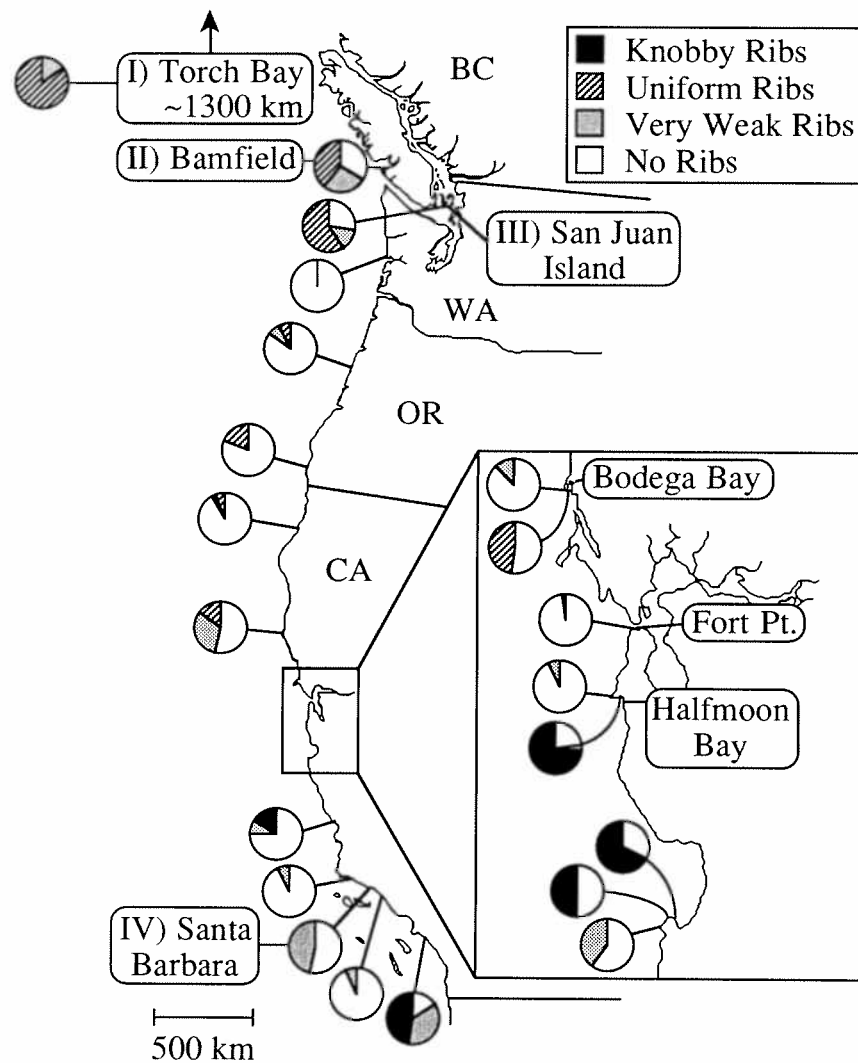 I) Torch Bay
~1300 km
BC
Knobby Ribs
Uniform Ribs
Very Weak Ribs
No Ribs
II) Bamfield
III) San Juan
Island
WA
OR
Bodega Bay
CA
Fort Pt.
Halfmoon
Bay
IV) Santa
Barbara
500 km